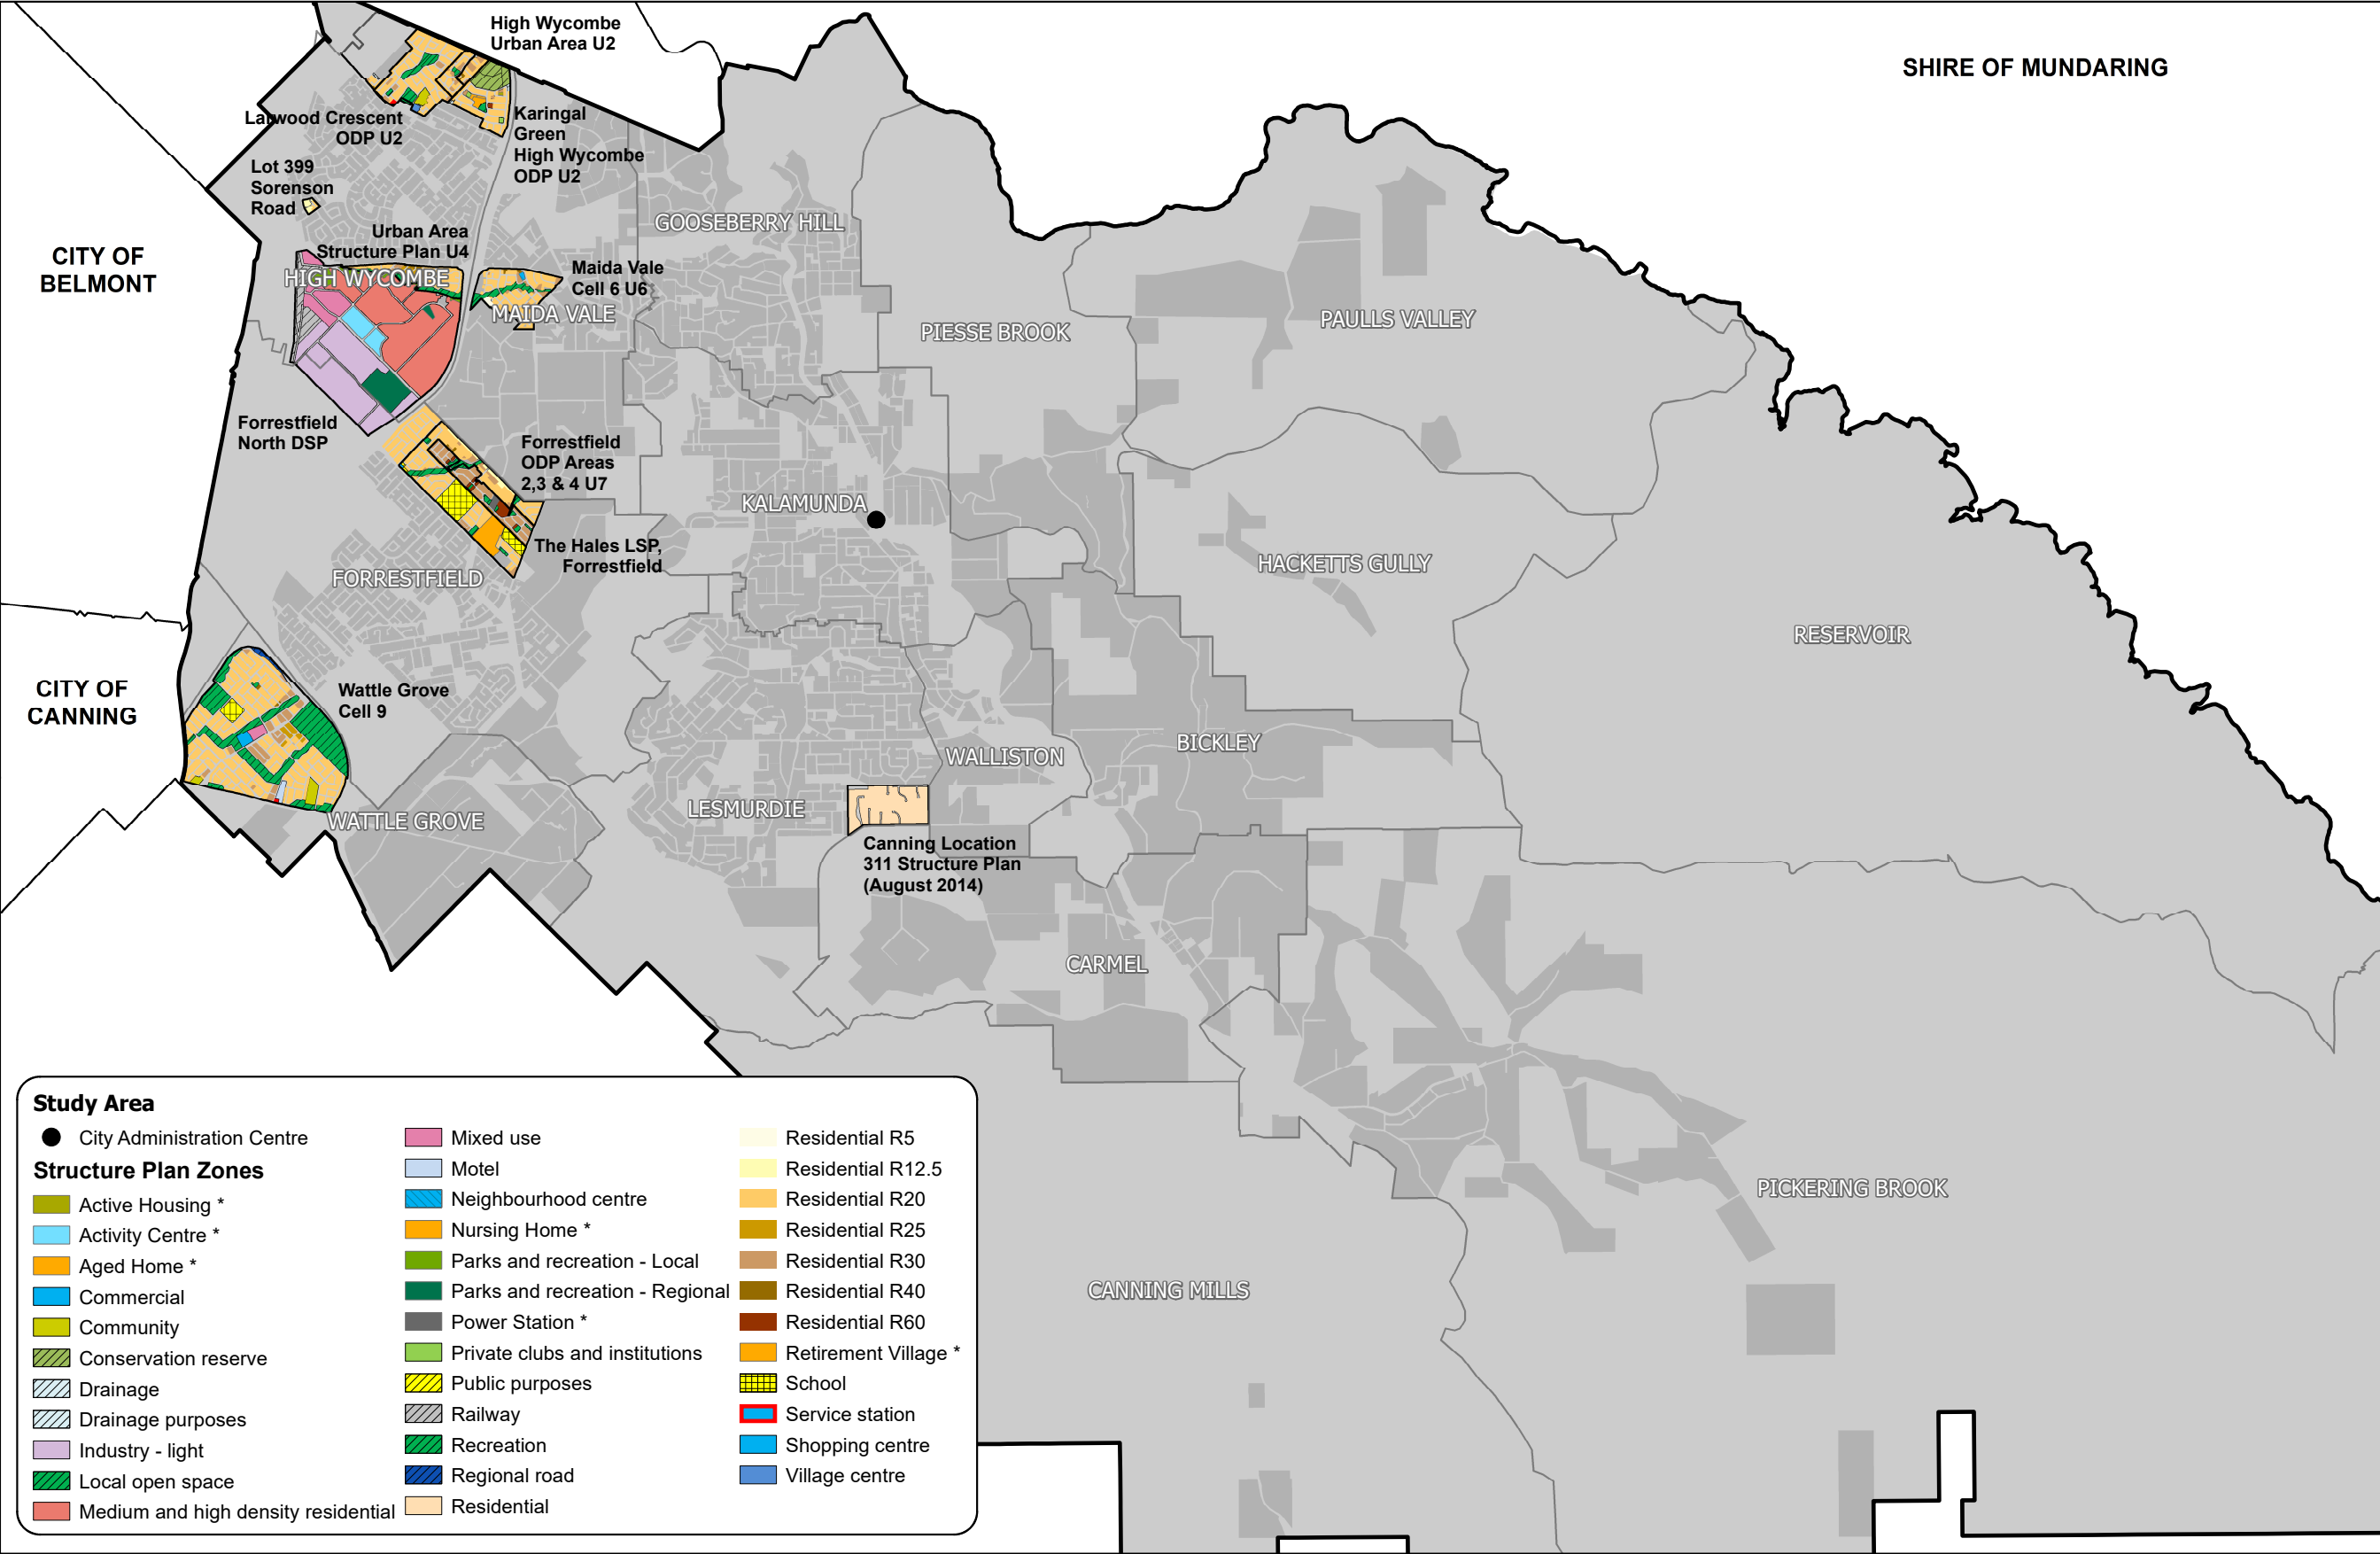 High Wycombe
Urban Area U2
SHIRE OF MUNDARING
Larwood Crescent
ODP U2
Karingal
Green
High Wycombe
ODP U2
Lot 399
Sorenson
Road
GOOSEBERRY HILL
Urban Area
Structure Plan U4
CITY OF
BELMONT
HIGH WYCOMBE
Maida Vale
Cell 6 U6
MAIDA VALE
PIESSE BROOK
PAULLS VALLEY
Forrestfield
North DSP
Forrestfield
ODP Areas
2,3 & 4 U7
KALAMUNDA
The Hales LSP,
Forrestfield
HACKETTS GULLY
FORRESTFIELD
RESERVOIR
CITY OF
CANNING
Wattle Grove
Cell 9
BICKLEY
WALLISTON
LESMURDIE
WATTLE GROVE
Canning Location
311 Structure Plan
(August 2014)
CARMEL
PICKERING BROOK
CANNING MILLS
Study Area
City Administration Centre
Structure Plan Zones
Active Housing *
Activity Centre *
Aged Home *
Commercial
Community
Conservation reserve
Drainage
Drainage purposes
Industry - light
Local open space
Medium and high density residential
Mixed use
Motel
Neighbourhood centre
Nursing Home *
Parks and recreation - Local
Parks and recreation - Regional
Power Station *
Private clubs and institutions
Public purposes
Railway
Recreation
Regional road
Residential
Residential R5
Residential R12.5
Residential R20
Residential R25
Residential R30
Residential R40
Residential R60
Retirement Village *
School
Service station
Shopping centre
Village centre